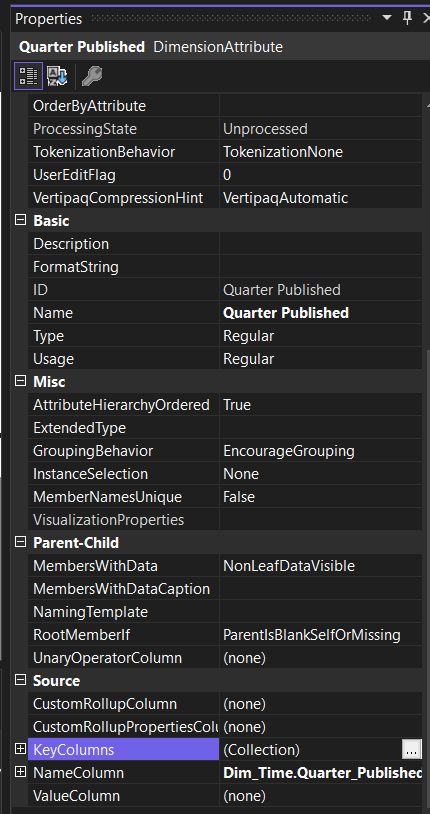 Properties
Quarter Published DimensionAttribute
OrderByAttribute
ProcessingState Unprocessed
TokenizationBehavior TokenizationNone
UserEditFlag 0
VertipaqCompressionHint VertipaqAutomatic
Basic
Description
FormatString
ID Quarter Published
Name Quarter Published
Type Regular
Usage Regular
Misc
AttributeHierarchyOrdered True
ExtendedType
GroupingBehavior EncourageGrouping
InstanceSelection None
MemberNamesUnique False
VisualizationProperties
Parent-Child
MembersWithData NonLeafDataVisible
MembersWithDataCaption
NamingTemplate
RootMemberIf ParentIsBlankSelfOrMissing
UnaryOperatorColumn (none)
Source
CustomRollupColumn (none)
CustomRollupPropertiesColu (none)
KeyColumns (Collection) ...
NameColumn Dim_Time.Quarter_Published
ValueColumn (none)